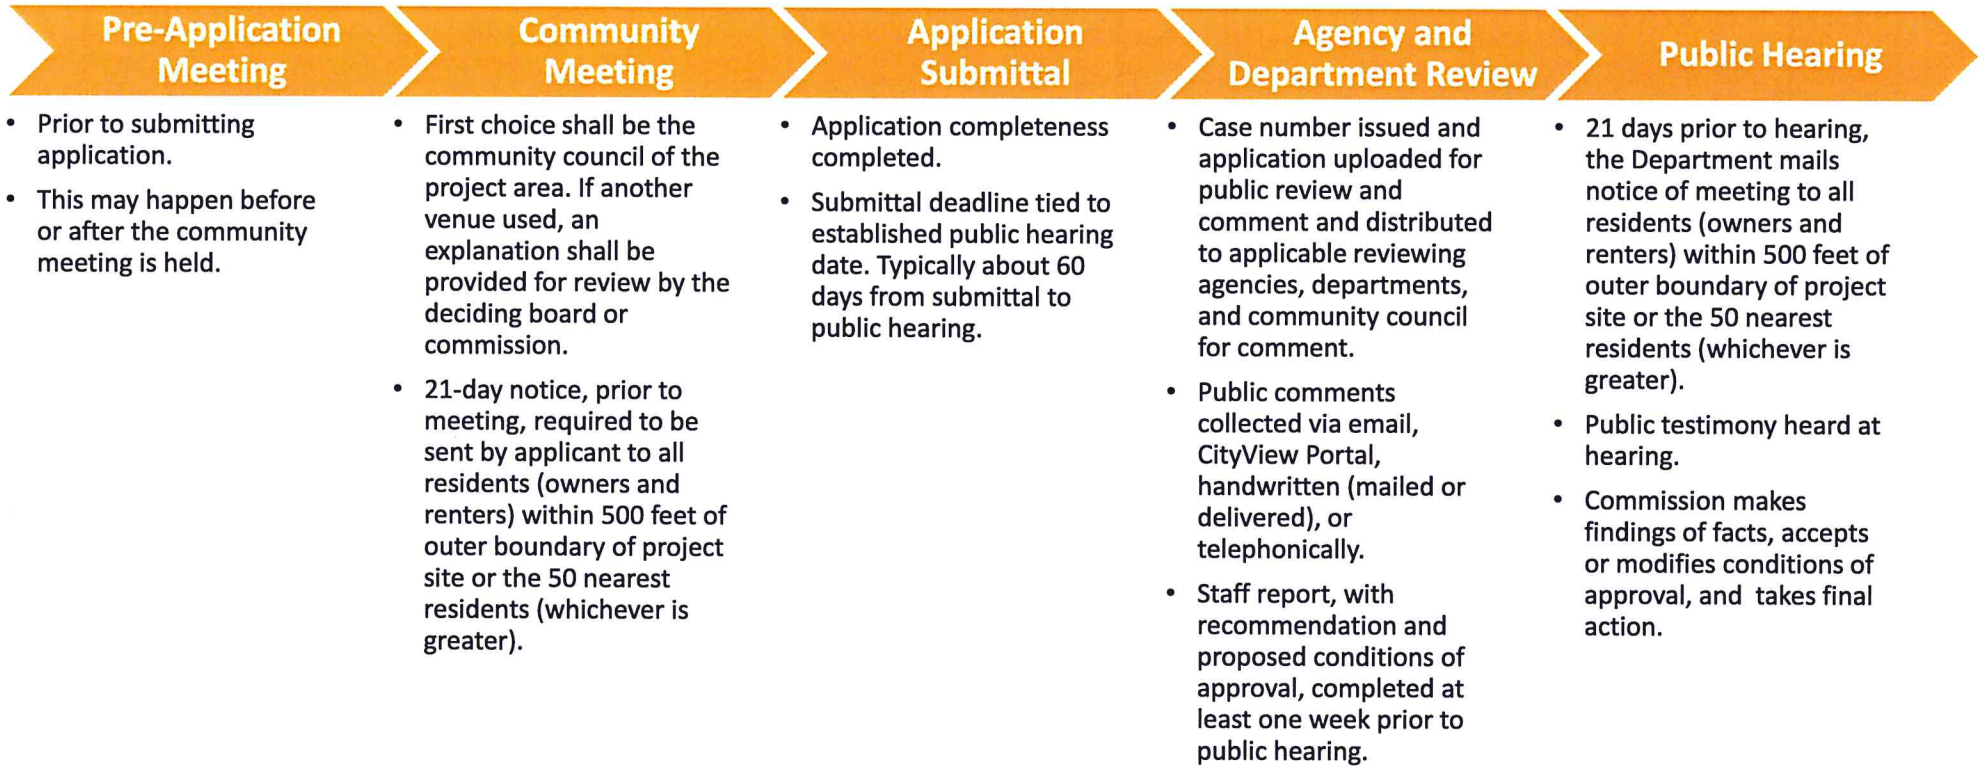 Pre-Application
Meeting
• Prior to submitting
application.
• This may happen before
or after the community
meeting is held.
Community
Meeting
• First choice shall be the
community council of the
project area. If another
venue used, an
explanation shall be
provided for review by the
deciding board or
commission.
• 21-day notice, prior to
meeting, required to be
sent by applicant to all
residents (owners and
renters) within 500 feet of
outer boundary of project
site or the 50 nearest
residents (whichever is
greater).
Application
Submittal
• Application completeness
completed.
• Submittal deadline tied to
established public hearing
date. Typically about 60
days from submittal to
public hearing.
Agency and
Department Review
• Case number issued and
application uploaded for
public review and
comment and distributed
to applicable reviewing
agencies, departments,
and community council
for comment.
• Public comments
collected via email,
CityView Portal,
handwritten (mailed or
delivered), or
telephonically.
• Staff report, with
recommendation and
proposed conditions of
approval, completed at
least one week prior to
public hearing.
Public Hearing
• 21 days prior to hearing,
the Department mails
notice of meeting to all
residents (owners and
renters) within 500 feet of
outer boundary of project
site or the 50 nearest
residents (whichever is
greater).
• Public testimony heard at
hearing.
• Commission makes
findings of facts, accepts
or modifies conditions of
approval, and takes final
action.